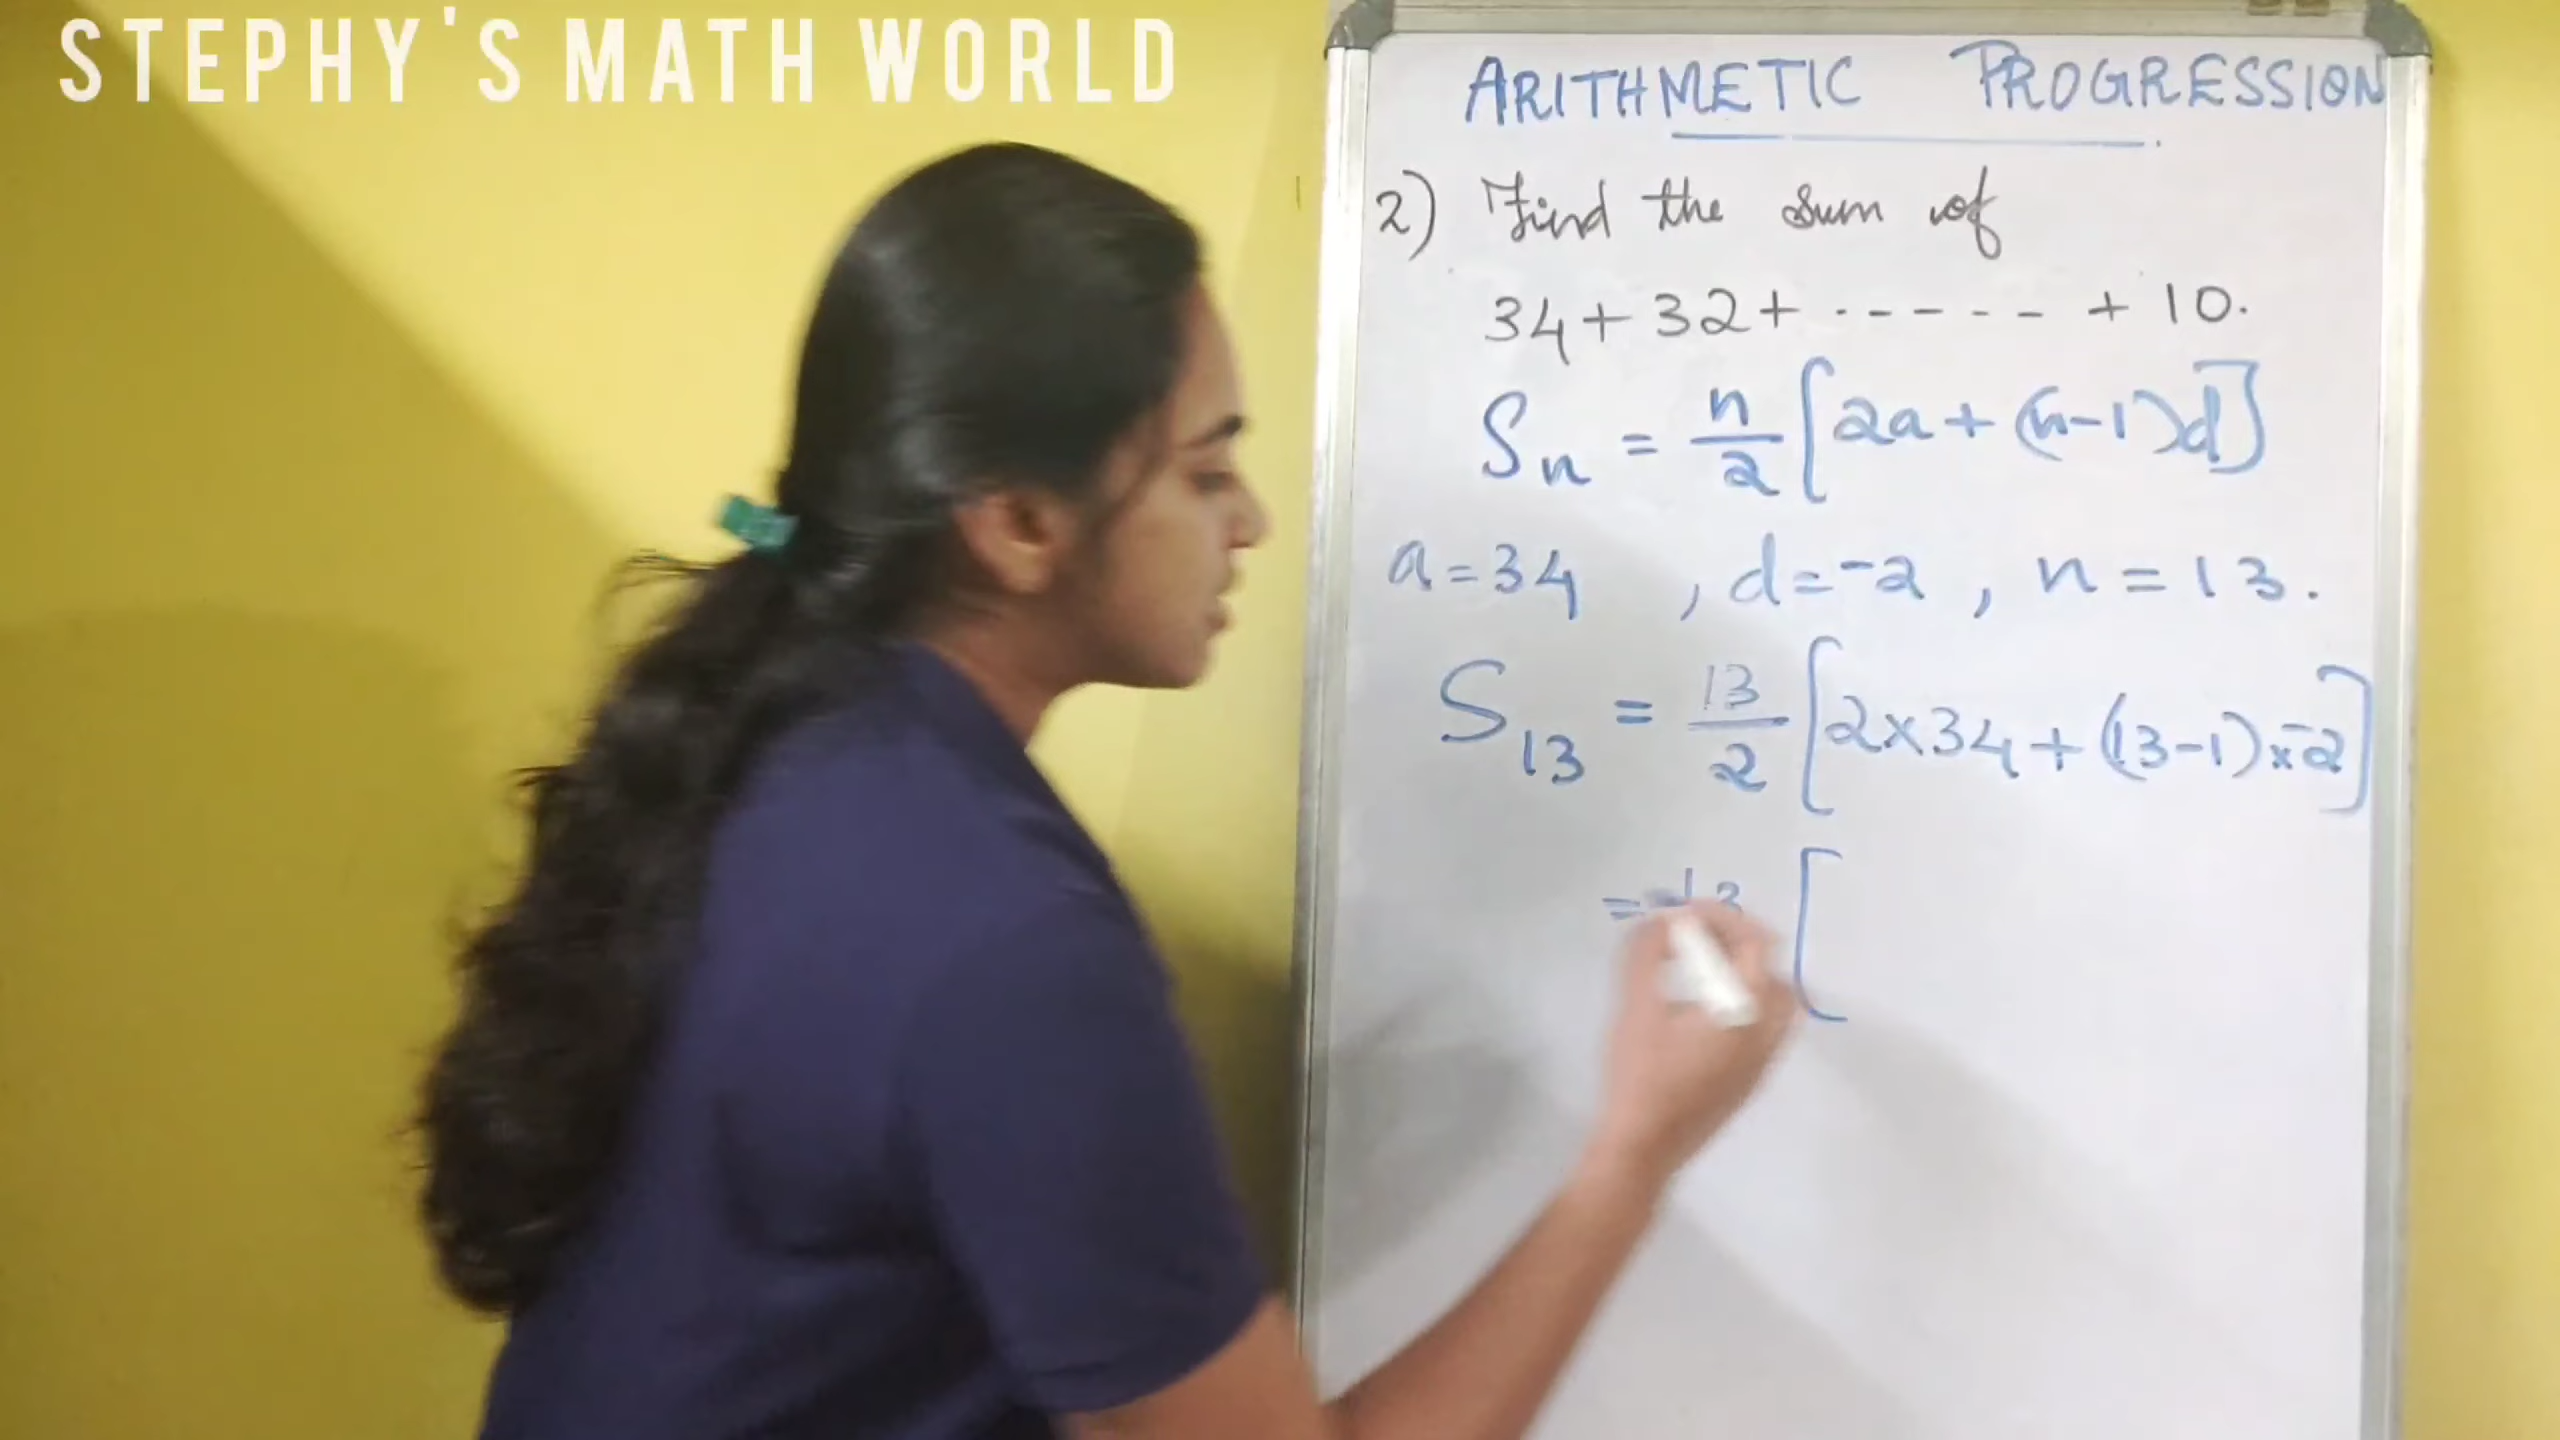 STEPHY'S MATH WORLD
ARITHMETIC PROGRESSION
2) Find the sum of
34+32+ ------ + 10.
Sn = n/2 [2a+(n-1)d]
a=34 , d=-2 , n=13.
S13 = 13/2 [2x34+(13-1)x-2]
= 13 [